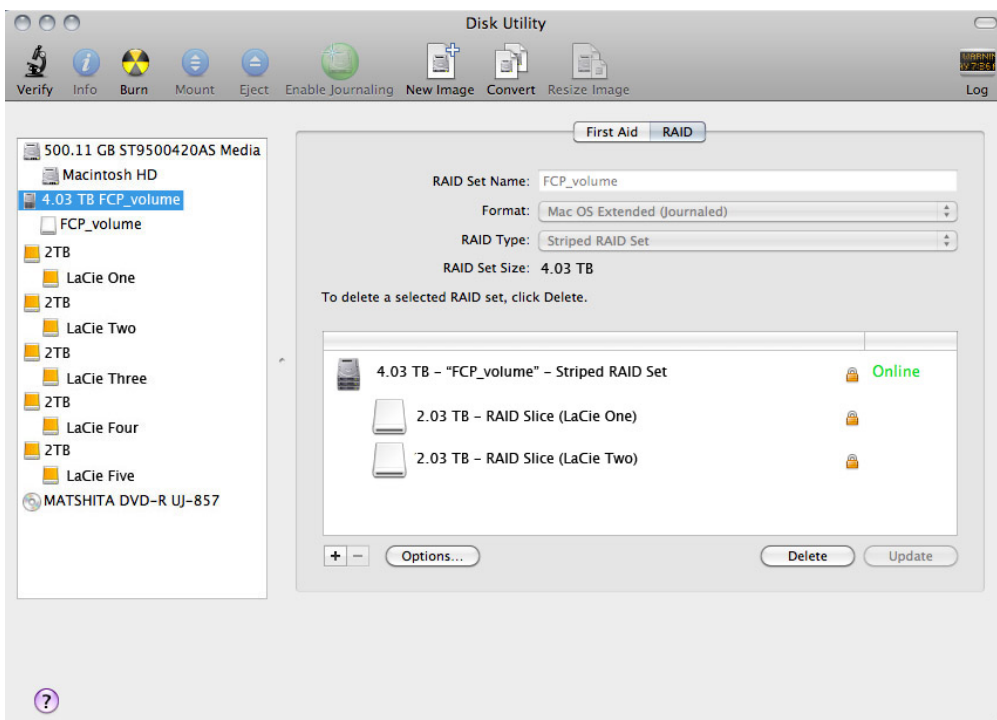 Disk Utility
Verify Info Burn Mount Eject Enable Journaling New Image Convert Resize Image Log
500.11 GB ST9500420AS Media
Macintosh HD
4.03 TB FCP_volume
FCP_volume
2TB
LaCie One
2TB
LaCie Two
2TB
LaCie Three
2TB
LaCie Four
2TB
LaCie Five
MATSHITA DVD-R UJ-857
First Aid RAID
RAID Set Name: FCP_volume
Format: Mac OS Extended (Journaled)
RAID Type: Striped RAID Set
RAID Set Size: 4.03 TB
To delete a selected RAID set, click Delete.
4.03 TB – "FCP_volume" – Striped RAID Set Online
2.03 TB – RAID Slice (LaCie One)
2.03 TB – RAID Slice (LaCie Two)
+ – Options... Delete Update
?